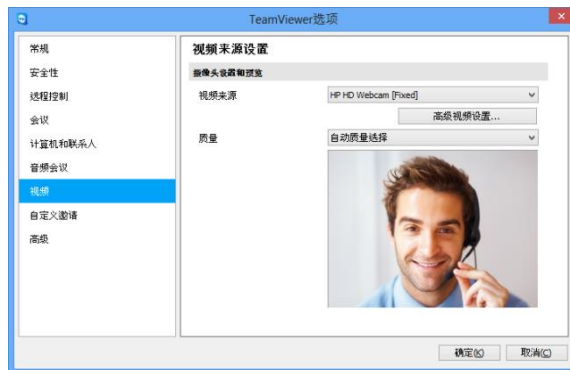 TeamViewer选项
常规
安全性
远程控制
会议
计算机和联系人
音频会议
视频
自定义邀请
高级
视频来源设置
摄像头设置和预览
视频来源
HP HD Webcam [Fixed]
高级视频设置...
质量
自动质量选择
确定(K)
取消(C)